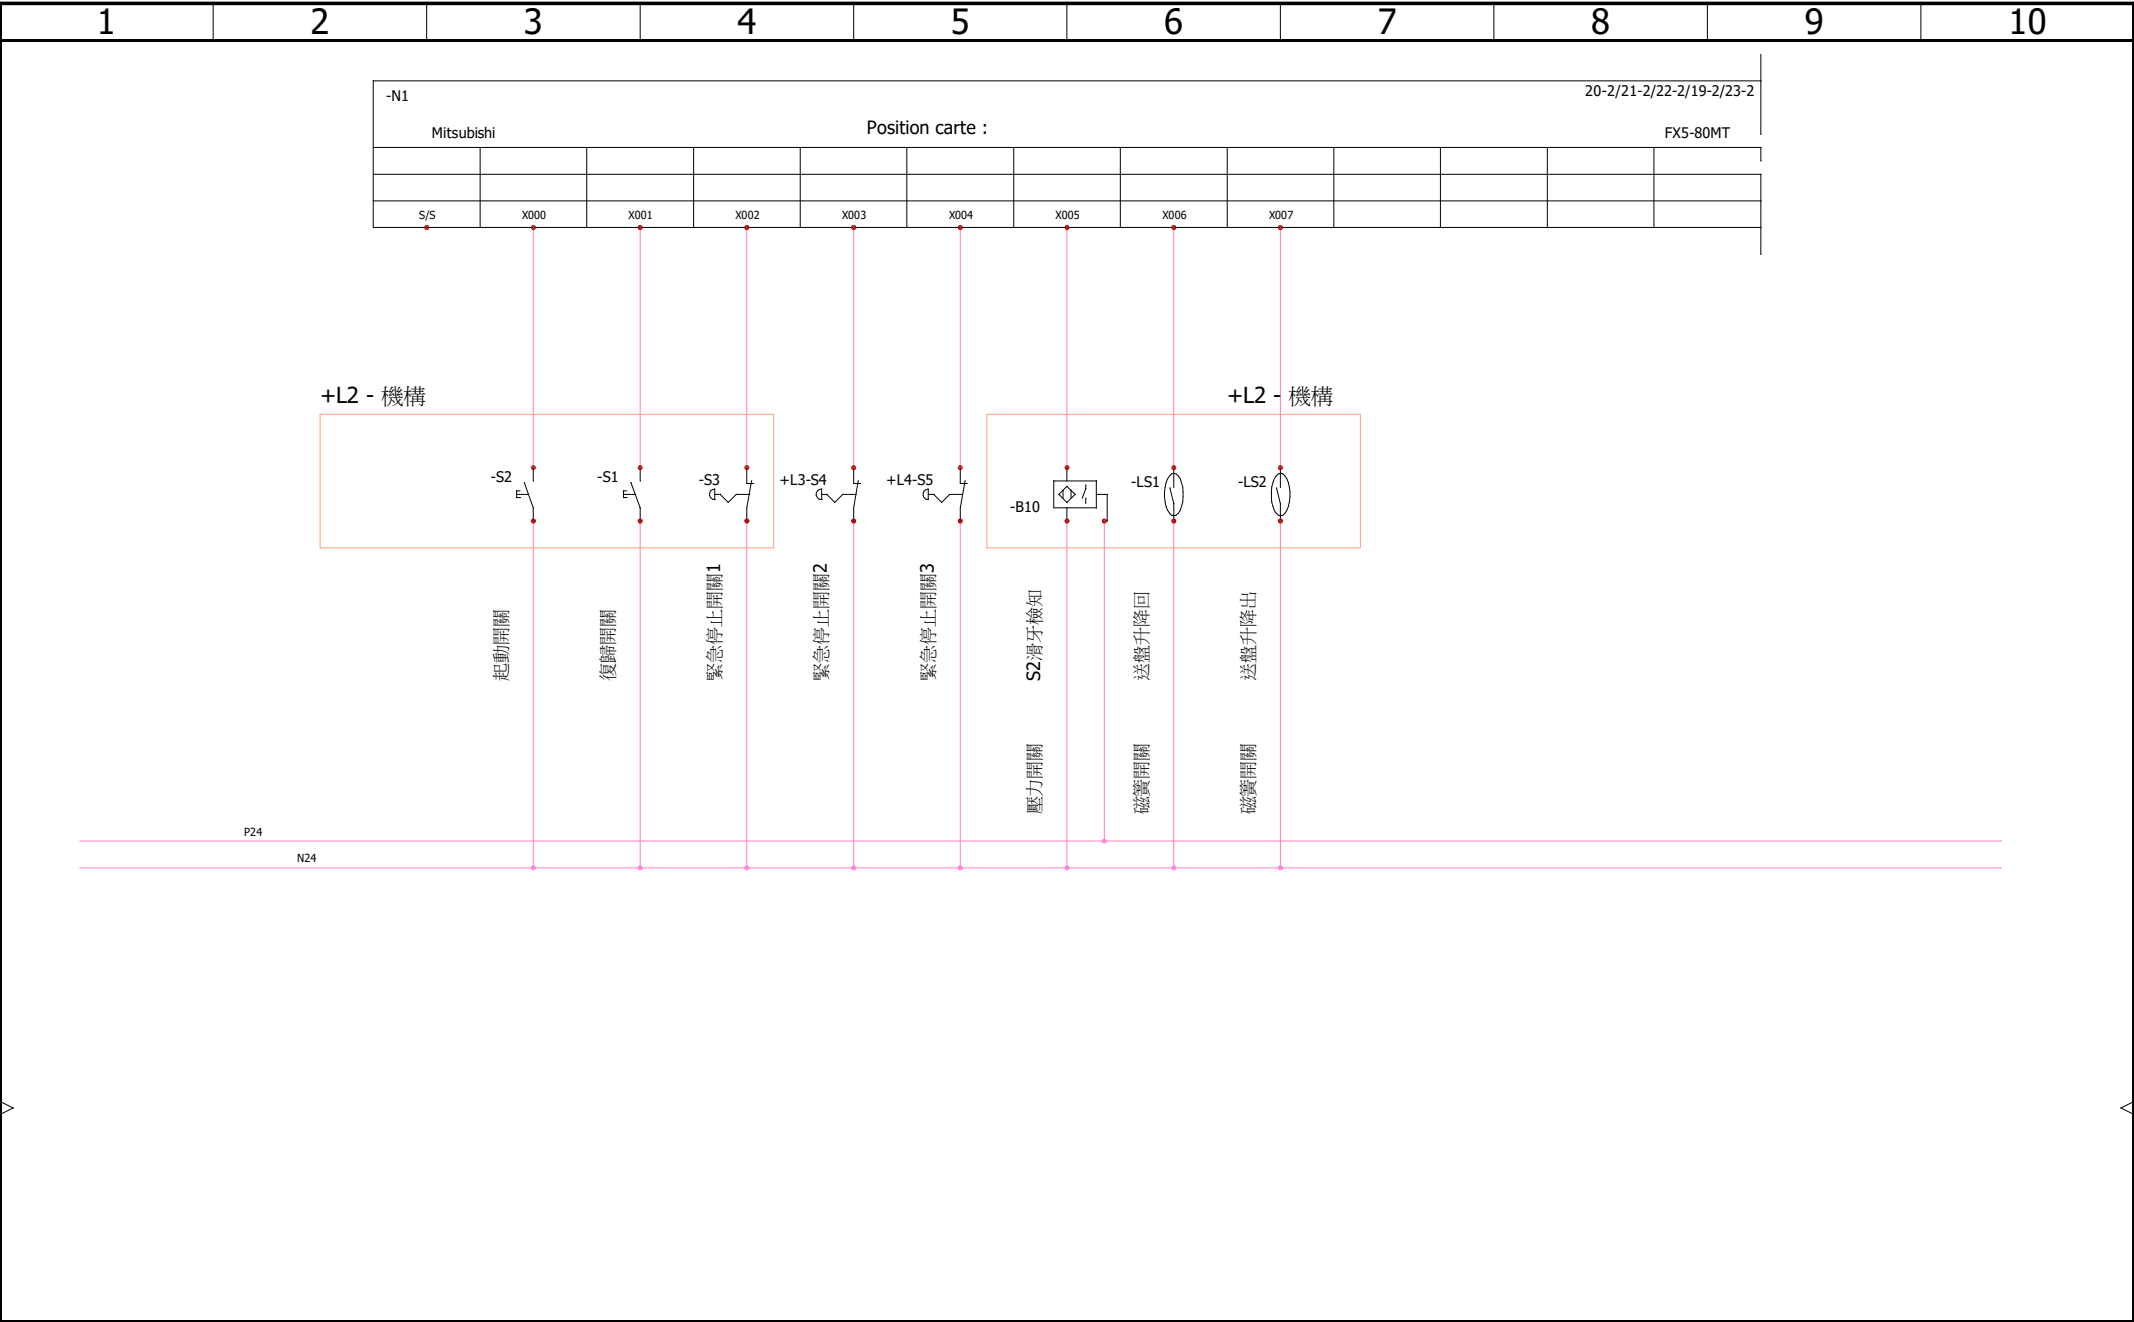 1 2 3 4 5 6 7 8 9 10
-N1 20-2/21-2/22-2/19-2/23-2
Mitsubishi Position carte : FX5-80MT
S/S X000 X001 X002 X003 X004 X005 X006 X007
+L2 - 機構 +L2 - 機構
-S2 -S1 -S3 +L3-S4 +L4-S5 -B10 -LS1 -LS2
起動開關
復歸開關
緊急停止開關1
緊急停止開關2
緊急停止開關3
S2滑牙檢知
壓力開關
送盤升降回
磁簧開關
送盤升降出
磁簧開關
P24
N24